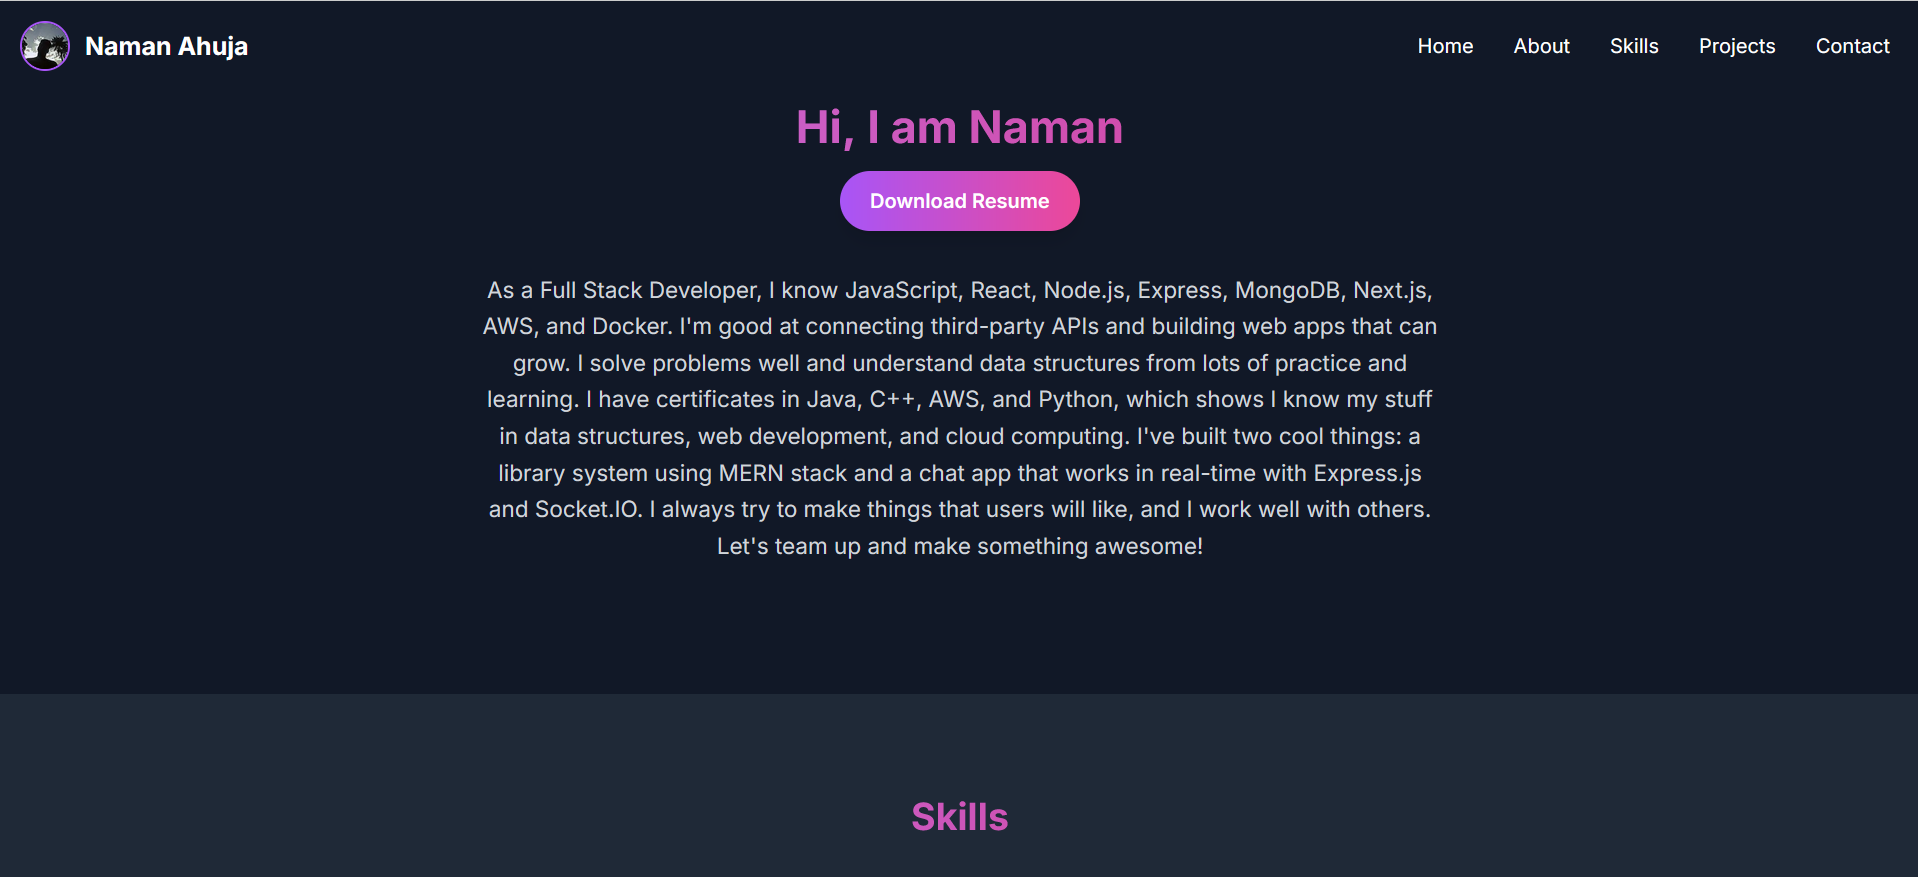 Naman Ahuja
Home About Skills Projects Contact
Hi, I am Naman
Download Resume
As a Full Stack Developer, I know JavaScript, React, Node.js, Express, MongoDB, Next.js,
AWS, and Docker. I'm good at connecting third-party APIs and building web apps that can
grow. I solve problems well and understand data structures from lots of practice and
learning. I have certificates in Java, C++, AWS, and Python, which shows I know my stuff
in data structures, web development, and cloud computing. I've built two cool things: a
library system using MERN stack and a chat app that works in real-time with Express.js
and Socket.IO. I always try to make things that users will like, and I work well with others.
Let's team up and make something awesome!
Skills